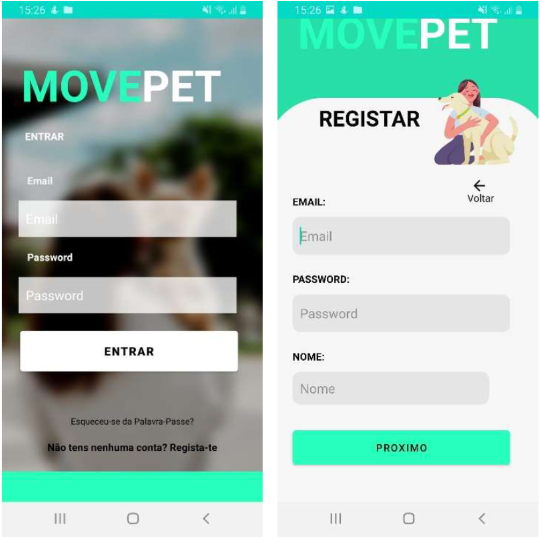 15:26
MOVEPET
ENTRAR
Email
Email
Password
Password
ENTRAR
Esqueceu-se da Palavra-Passe?
Não tens nenhuma conta? Regista-te
15:26
MOVEPET
REGISTAR
Voltar
EMAIL:
Email
PASSWORD:
Password
NOME:
Nome
PROXIMO